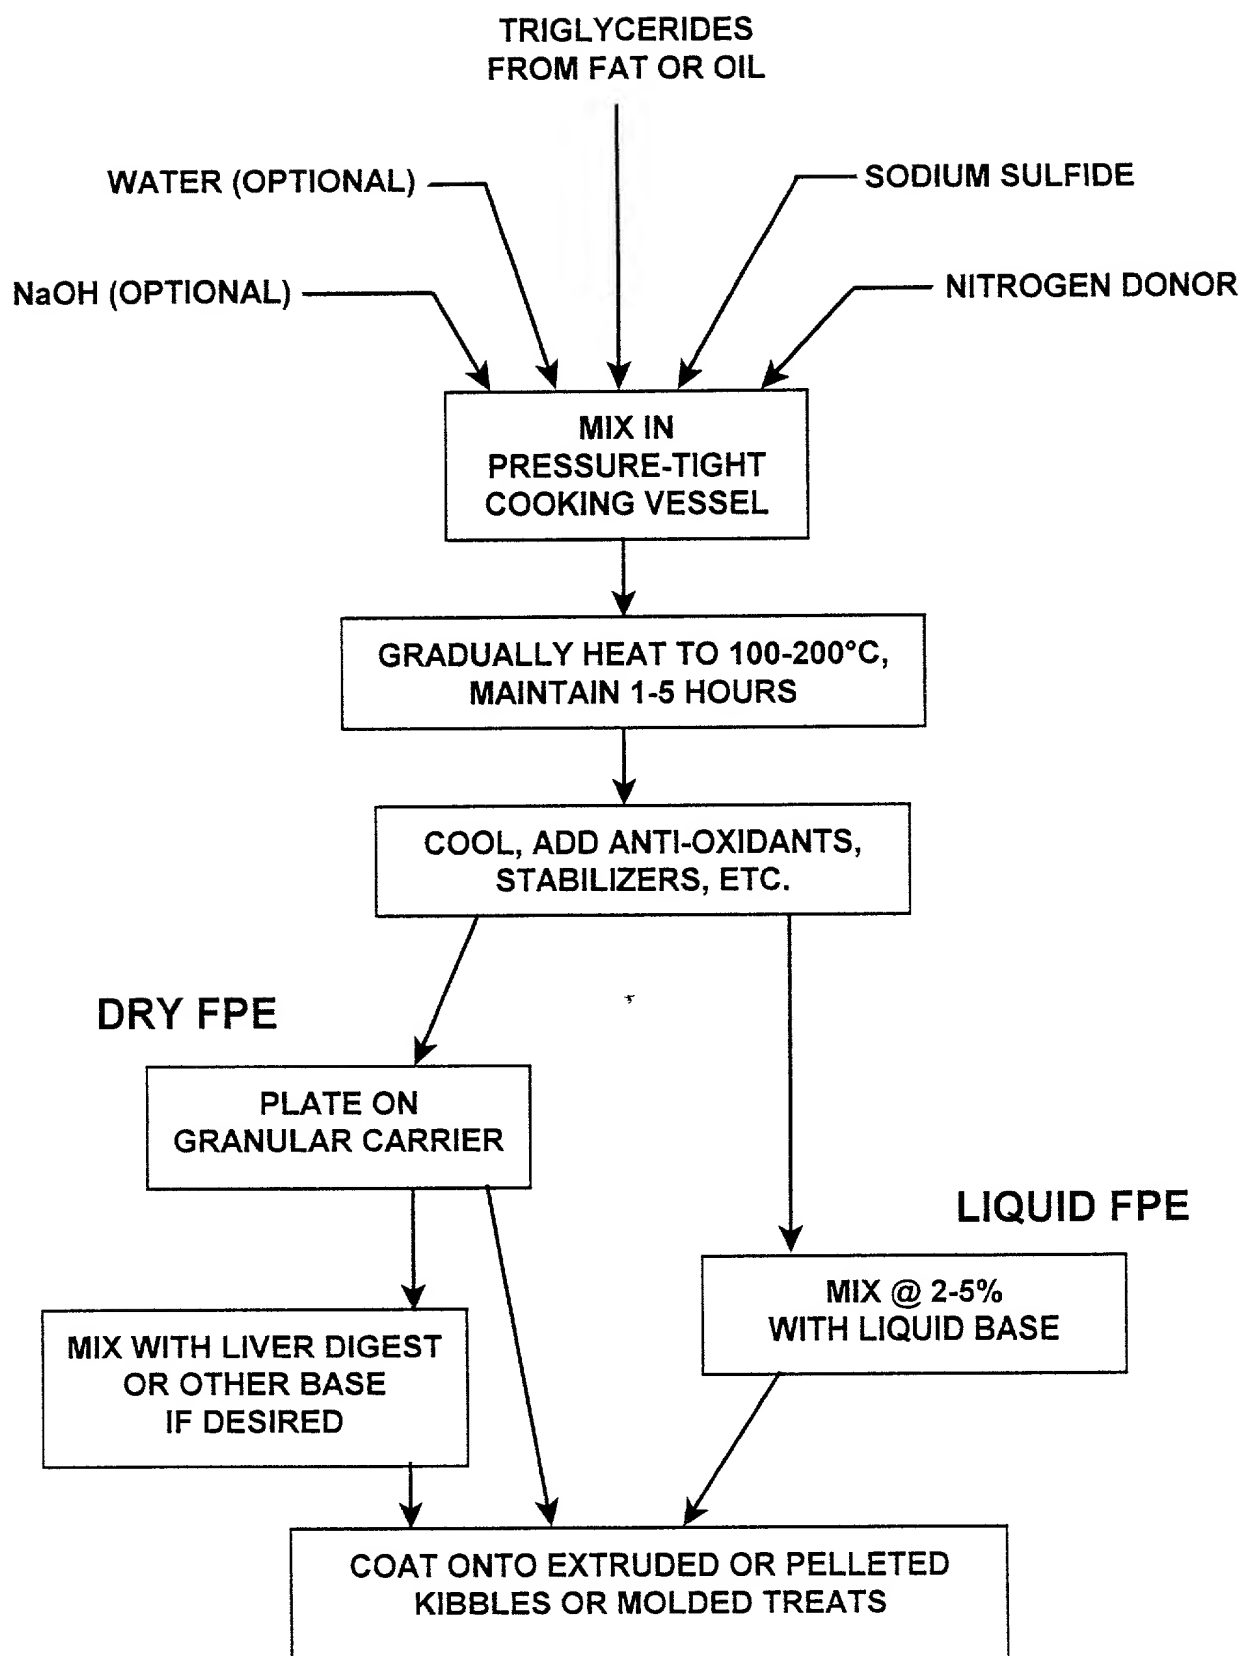 TRIGLYCERIDES
FROM FAT OR OIL
WATER (OPTIONAL)
SODIUM SULFIDE
NaOH (OPTIONAL)
NITROGEN DONOR
MIX IN
PRESSURE-TIGHT
COOKING VESSEL
GRADUALLY HEAT TO 100-200°C,
MAINTAIN 1-5 HOURS
COOL, ADD ANTI-OXIDANTS,
STABILIZERS, ETC.
DRY FPE
PLATE ON
GRANULAR CARRIER
LIQUID FPE
MIX @ 2-5%
WITH LIQUID BASE
MIX WITH LIVER DIGEST
OR OTHER BASE
IF DESIRED
COAT ONTO EXTRUDED OR PELLETED
KIBBLES OR MOLDED TREATS